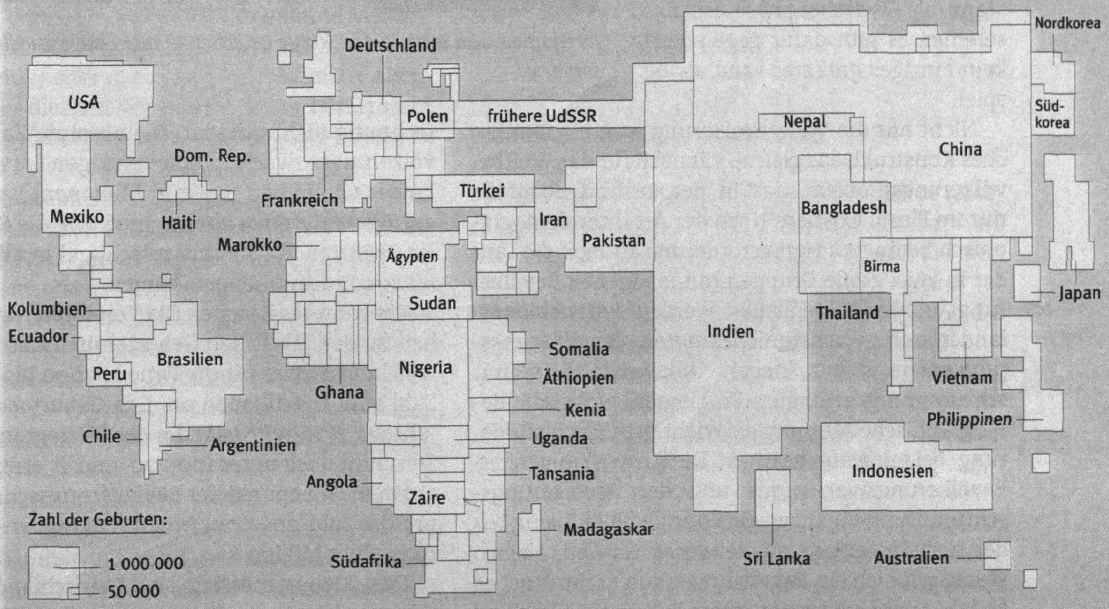 Deutschland
Nordkorea
USA
Polen
frühere UdSSR
Nepal
Süd-
korea
China
Dom. Rep.
Türkei
Frankreich
Bangladesh
Mexiko
Haiti
Iran
Marokko
Pakistan
Ägypten
Birma
Japan
Sudan
Kolumbien
Thailand
Ecuador
Indien
Brasilien
Somalia
Nigeria
Peru
Äthiopien
Vietnam
Ghana
Kenia
Philippinen
Chile
Argentinien
Uganda
Tansania
Indonesien
Angola
Zaire
Zahl der Geburten:
Madagaskar
Südafrika
Sri Lanka
Australien
1 000 000
50 000